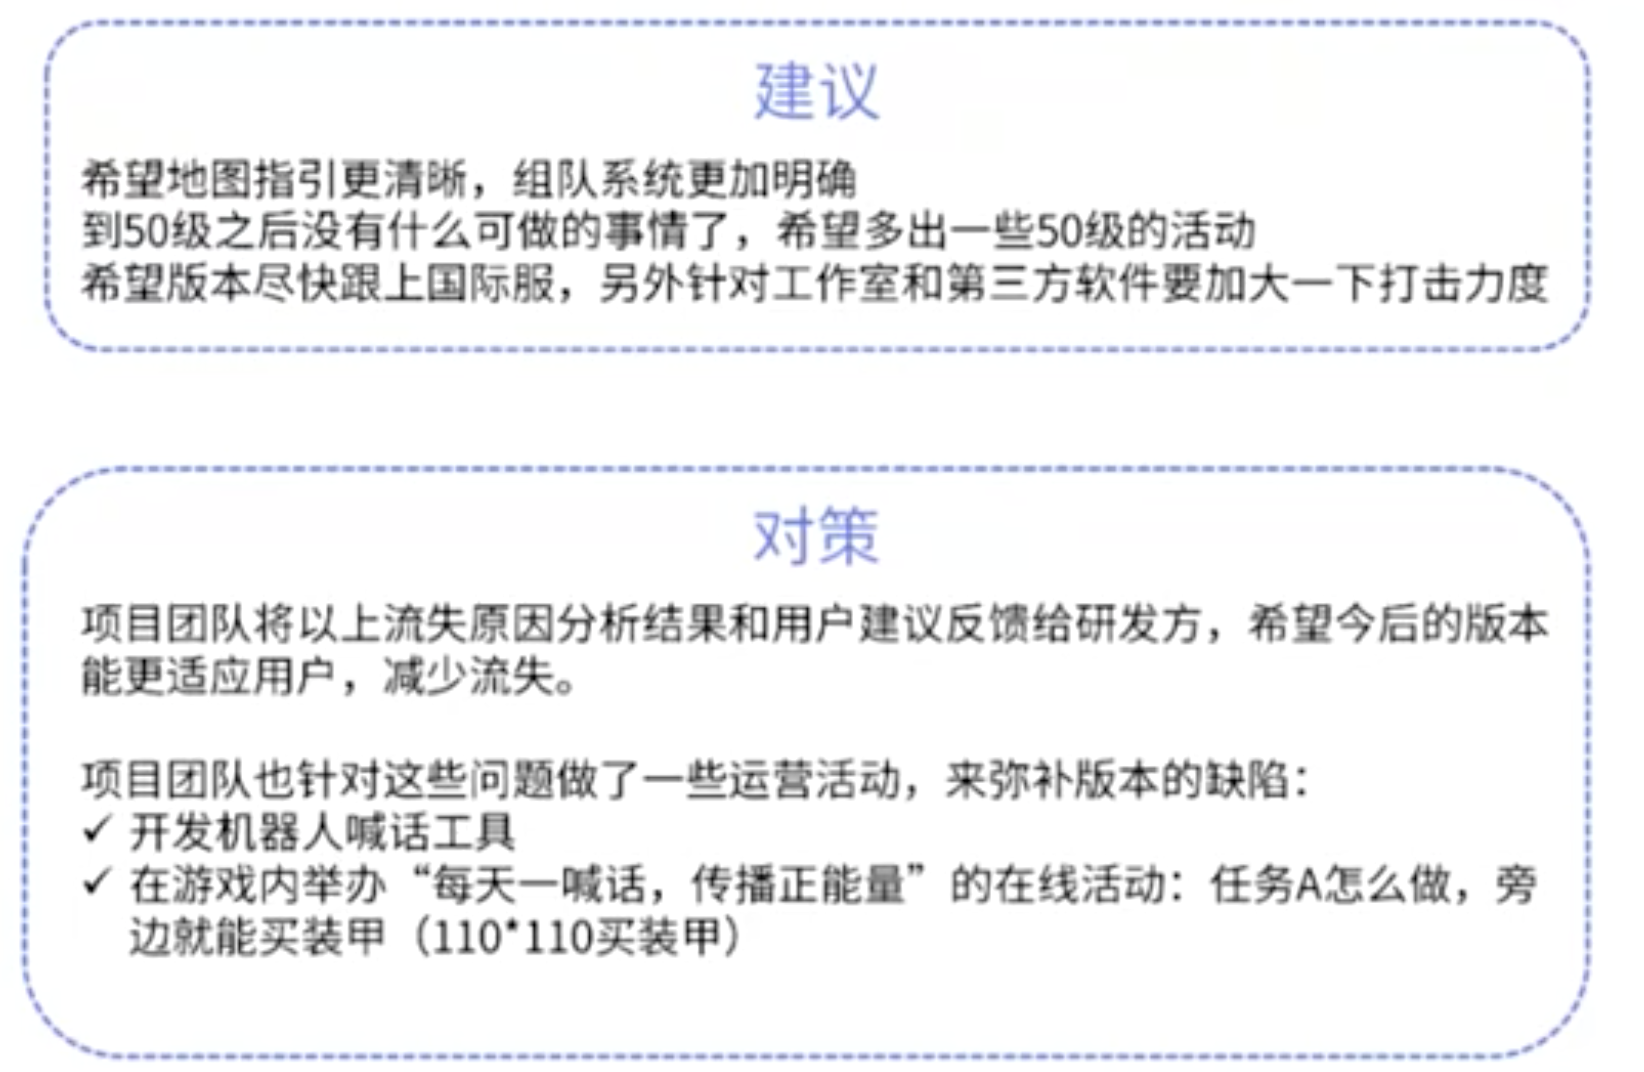 建议
希望地图指引更清晰，组队系统更加明确
到50级之后没有什么可做的事情了，希望多出一些50级的活动
希望版本尽快跟上国际服，另外针对工作室和第三方软件要加大一下打击力度
对策
项目团队将以上流失原因分析结果和用户建议反馈给研发方，希望今后的版本
能更适应用户，减少流失。
项目团队也针对这些问题做了一些运营活动，来弥补版本的缺陷：
✓ 开发机器人喊话工具
✓ 在游戏内举办“每天一喊话，传播正能量”的在线活动：任务A怎么做，旁
边就能买装甲（110*110买装甲）